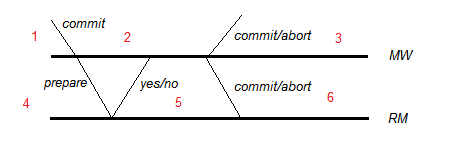 commit
1
2
commit/abort
3
MW
prepare
yes/no
commit/abort
4
5
6
RM